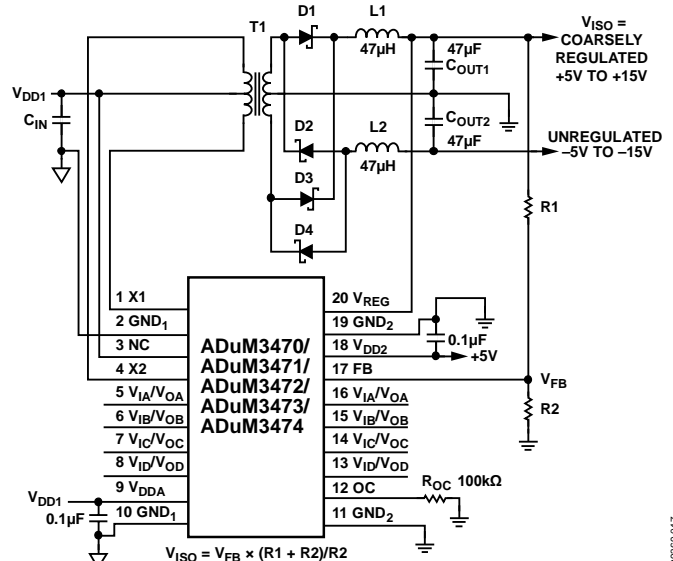 T1
D1
L1
47µH
47µF
C_OUT1
V_ISO =
COARSELY
REGULATED
+5V TO +15V
V_DD1
C_IN
D2
L2
47µH
C_OUT2
47µF
UNREGULATED
–5V TO –15V
D3
D4
R1
1 X1
2 GND_1
3 NC
4 X2
5 V_IA/V_OA
6 V_IB/V_OB
7 V_IC/V_OC
8 V_ID/V_OD
9 V_DDA
10 GND_1
ADuM3470/
ADuM3471/
ADuM3472/
ADuM3473/
ADuM3474
20 V_REG
19 GND_2
18 V_DD2
17 FB
16 V_IA/V_OA
15 V_IB/V_OB
14 V_IC/V_OC
13 V_ID/V_OD
12 OC
11 GND_2
0.1µF
+5V
V_FB
R2
R_OC 100kΩ
V_DD1
0.1µF
V_ISO = V_FB × (R1 + R2)/R2